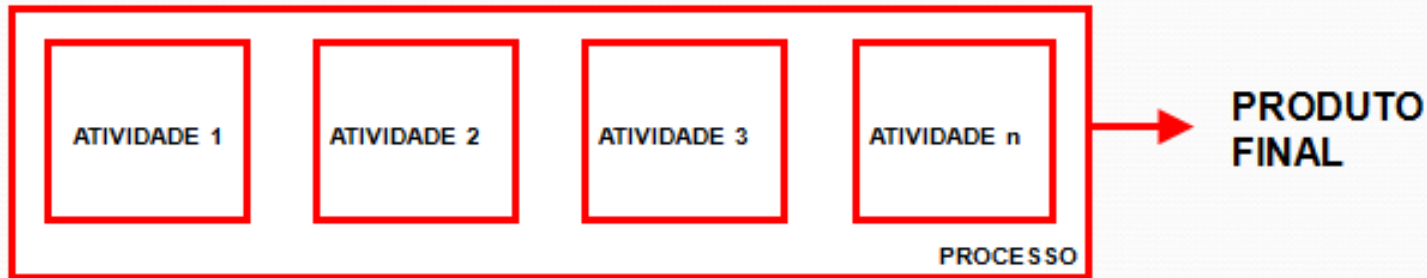 ATIVIDADE 1
ATIVIDADE 2
ATIVIDADE 3
ATIVIDADE n
PROCESSO
PRODUTO
FINAL